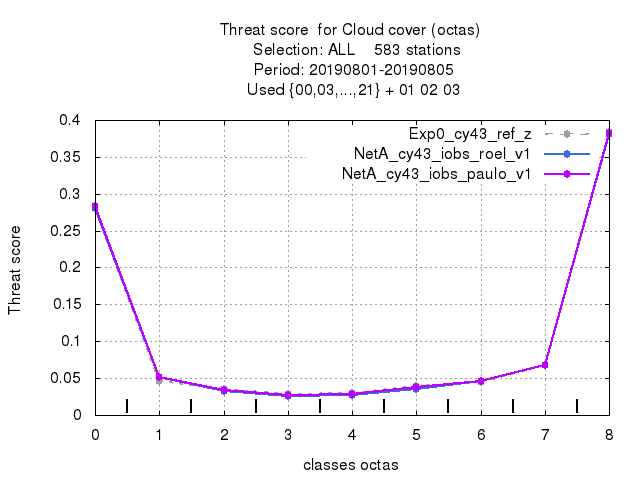 Threat score  for Cloud cover (octas)
Selection: ALL    583 stations
Period: 20190801-20190805
Used {00,03,...,21} + 01 02 03
Exp0_cy43_ref_z
NetA_cy43_iobs_roel_v1
NetA_cy43_iobs_paulo_v1
Threat score
0.4
0.35
0.3
0.25
0.2
0.15
0.1
0.05
0
0 1 2 3 4 5 6 7 8
classes octas